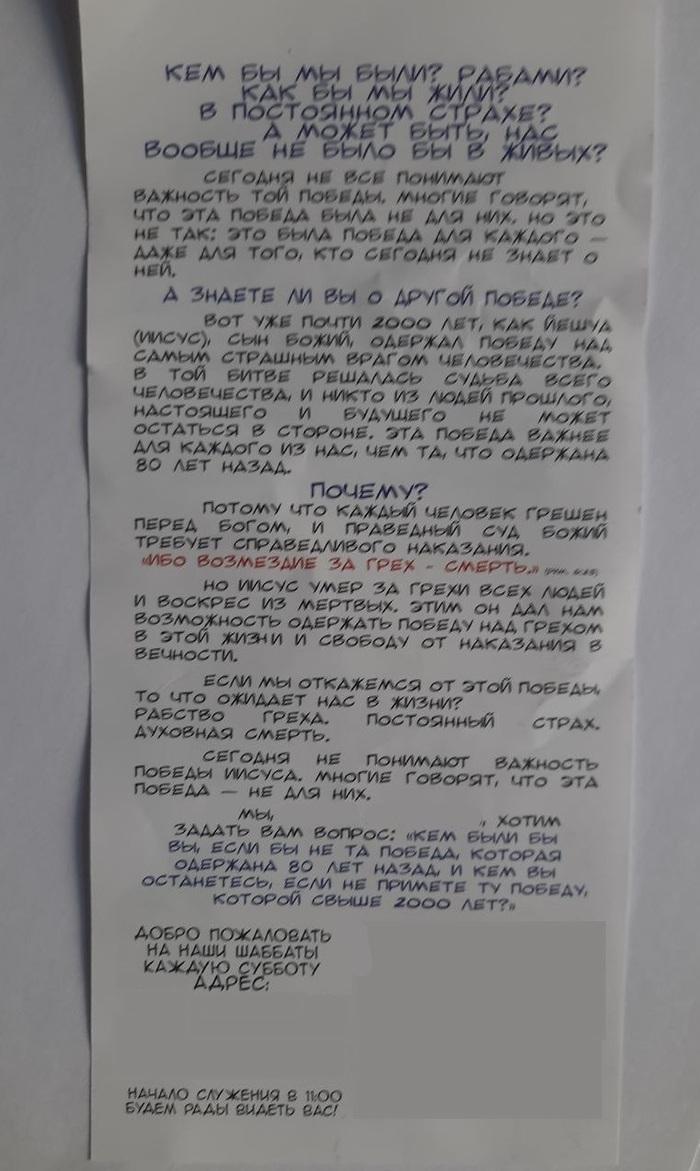 КЕМ БЫ МЫ БЫЛИ? РАБАМИ?
КАК БЫ МЫ ЖИЛИ?
В ПОСТОЯННОМ СТРАХЕ?
А МОЖЕТ БЫТЬ, НАС
ВООБЩЕ НЕ БЫЛО БЫ В ЖИВЫХ?
СЕГОДНЯ НЕ ВСЕ ПОНИМАЮТ
ВАЖНОСТЬ ТОЙ ПОБЕДЫ. МНОГИЕ ГОВОРЯТ,
ЧТО ЭТА ПОБЕДА БЫЛА НЕ ДЛЯ НИХ. НО ЭТО
НЕ ТАК: ЭТО БЫЛА ПОБЕДА ДЛЯ КАЖДОГО —
ДАЖЕ ДЛЯ ТОГО, КТО СЕГОДНЯ НЕ ЗНАЕТ О
НЕЙ.
А ЗНАЕТЕ ЛИ ВЫ О ДРУГОЙ ПОБЕДЕ?
ВОТ УЖЕ ПОЧТИ 2000 ЛЕТ, КАК ЙЕШУА
(ИИСУС), СЫН БОЖИЙ, ОДЕРЖАЛ ПОБЕДУ НАД
САМЫМ СТРАШНЫМ ВРАГОМ ЧЕЛОВЕЧЕСТВА.
В ТОЙ БИТВЕ РЕШАЛАСЬ СУДЬБА ВСЕГО
ЧЕЛОВЕЧЕСТВА, И НИКТО ИЗ ЛЮДЕЙ ПРОШЛОГО,
НАСТОЯЩЕГО И БУДУЩЕГО НЕ МОЖЕТ
ОСТАТЬСЯ В СТОРОНЕ. ЭТА ПОБЕДА ВАЖНЕЕ
ДЛЯ КАЖДОГО ИЗ НАС, ЧЕМ ТА, ЧТО ОДЕРЖАНА
80 ЛЕТ НАЗАД.
ПОЧЕМУ?
ПОТОМУ ЧТО КАЖДЫЙ ЧЕЛОВЕК ГРЕШЕН
ПЕРЕД БОГОМ, И ПРАВЕДНЫЙ СУД БОЖИЙ
ТРЕБУЕТ СПРАВЕДЛИВОГО НАКАЗАНИЯ.
«ИБО ВОЗМЕЗДИЕ ЗА ГРЕХ - СМЕРТЬ.»
НО ИИСУС УМЕР ЗА ГРЕХИ ВСЕХ ЛЮДЕЙ
И ВОСКРЕС ИЗ МЕРТВЫХ. ЭТИМ ОН ДАЛ НАМ
ВОЗМОЖНОСТЬ ОДЕРЖАТЬ ПОБЕДУ НАД ГРЕХОМ
В ЭТОЙ ЖИЗНИ И СВОБОДУ ОТ НАКАЗАНИЯ В
ВЕЧНОСТИ.
ЕСЛИ МЫ ОТКАЖЕМСЯ ОТ ЭТОЙ ПОБЕДЫ,
ТО ЧТО ОЖИДАЕТ НАС В ЖИЗНИ?
РАБСТВО ГРЕХА. ПОСТОЯННЫЙ СТРАХ.
ДУХОВНАЯ СМЕРТЬ.
СЕГОДНЯ НЕ ПОНИМАЮТ ВАЖНОСТЬ
ПОБЕДЫ ИИСУСА. МНОГИЕ ГОВОРЯТ, ЧТО ЭТА
ПОБЕДА — НЕ ДЛЯ НИХ.
МЫ, , ХОТИМ
ЗАДАТЬ ВАМ ВОПРОС: «КЕМ БЫЛИ БЫ
ВЫ, ЕСЛИ БЫ НЕ ТА ПОБЕДА, КОТОРАЯ
ОДЕРЖАНА 80 ЛЕТ НАЗАД, И КЕМ ВЫ
ОСТАНЕТЕСЬ, ЕСЛИ НЕ ПРИМЕТЕ ТУ ПОБЕДУ,
КОТОРОЙ СВЫШЕ 2000 ЛЕТ?»
ДОБРО ПОЖАЛОВАТЬ
НА НАШИ ШАББАТЫ
КАЖДУЮ СУББОТУ
АДРЕС:
НАЧАЛО СЛУЖЕНИЯ В 11:00
БУДЕМ РАДЫ ВИДЕТЬ ВАС!